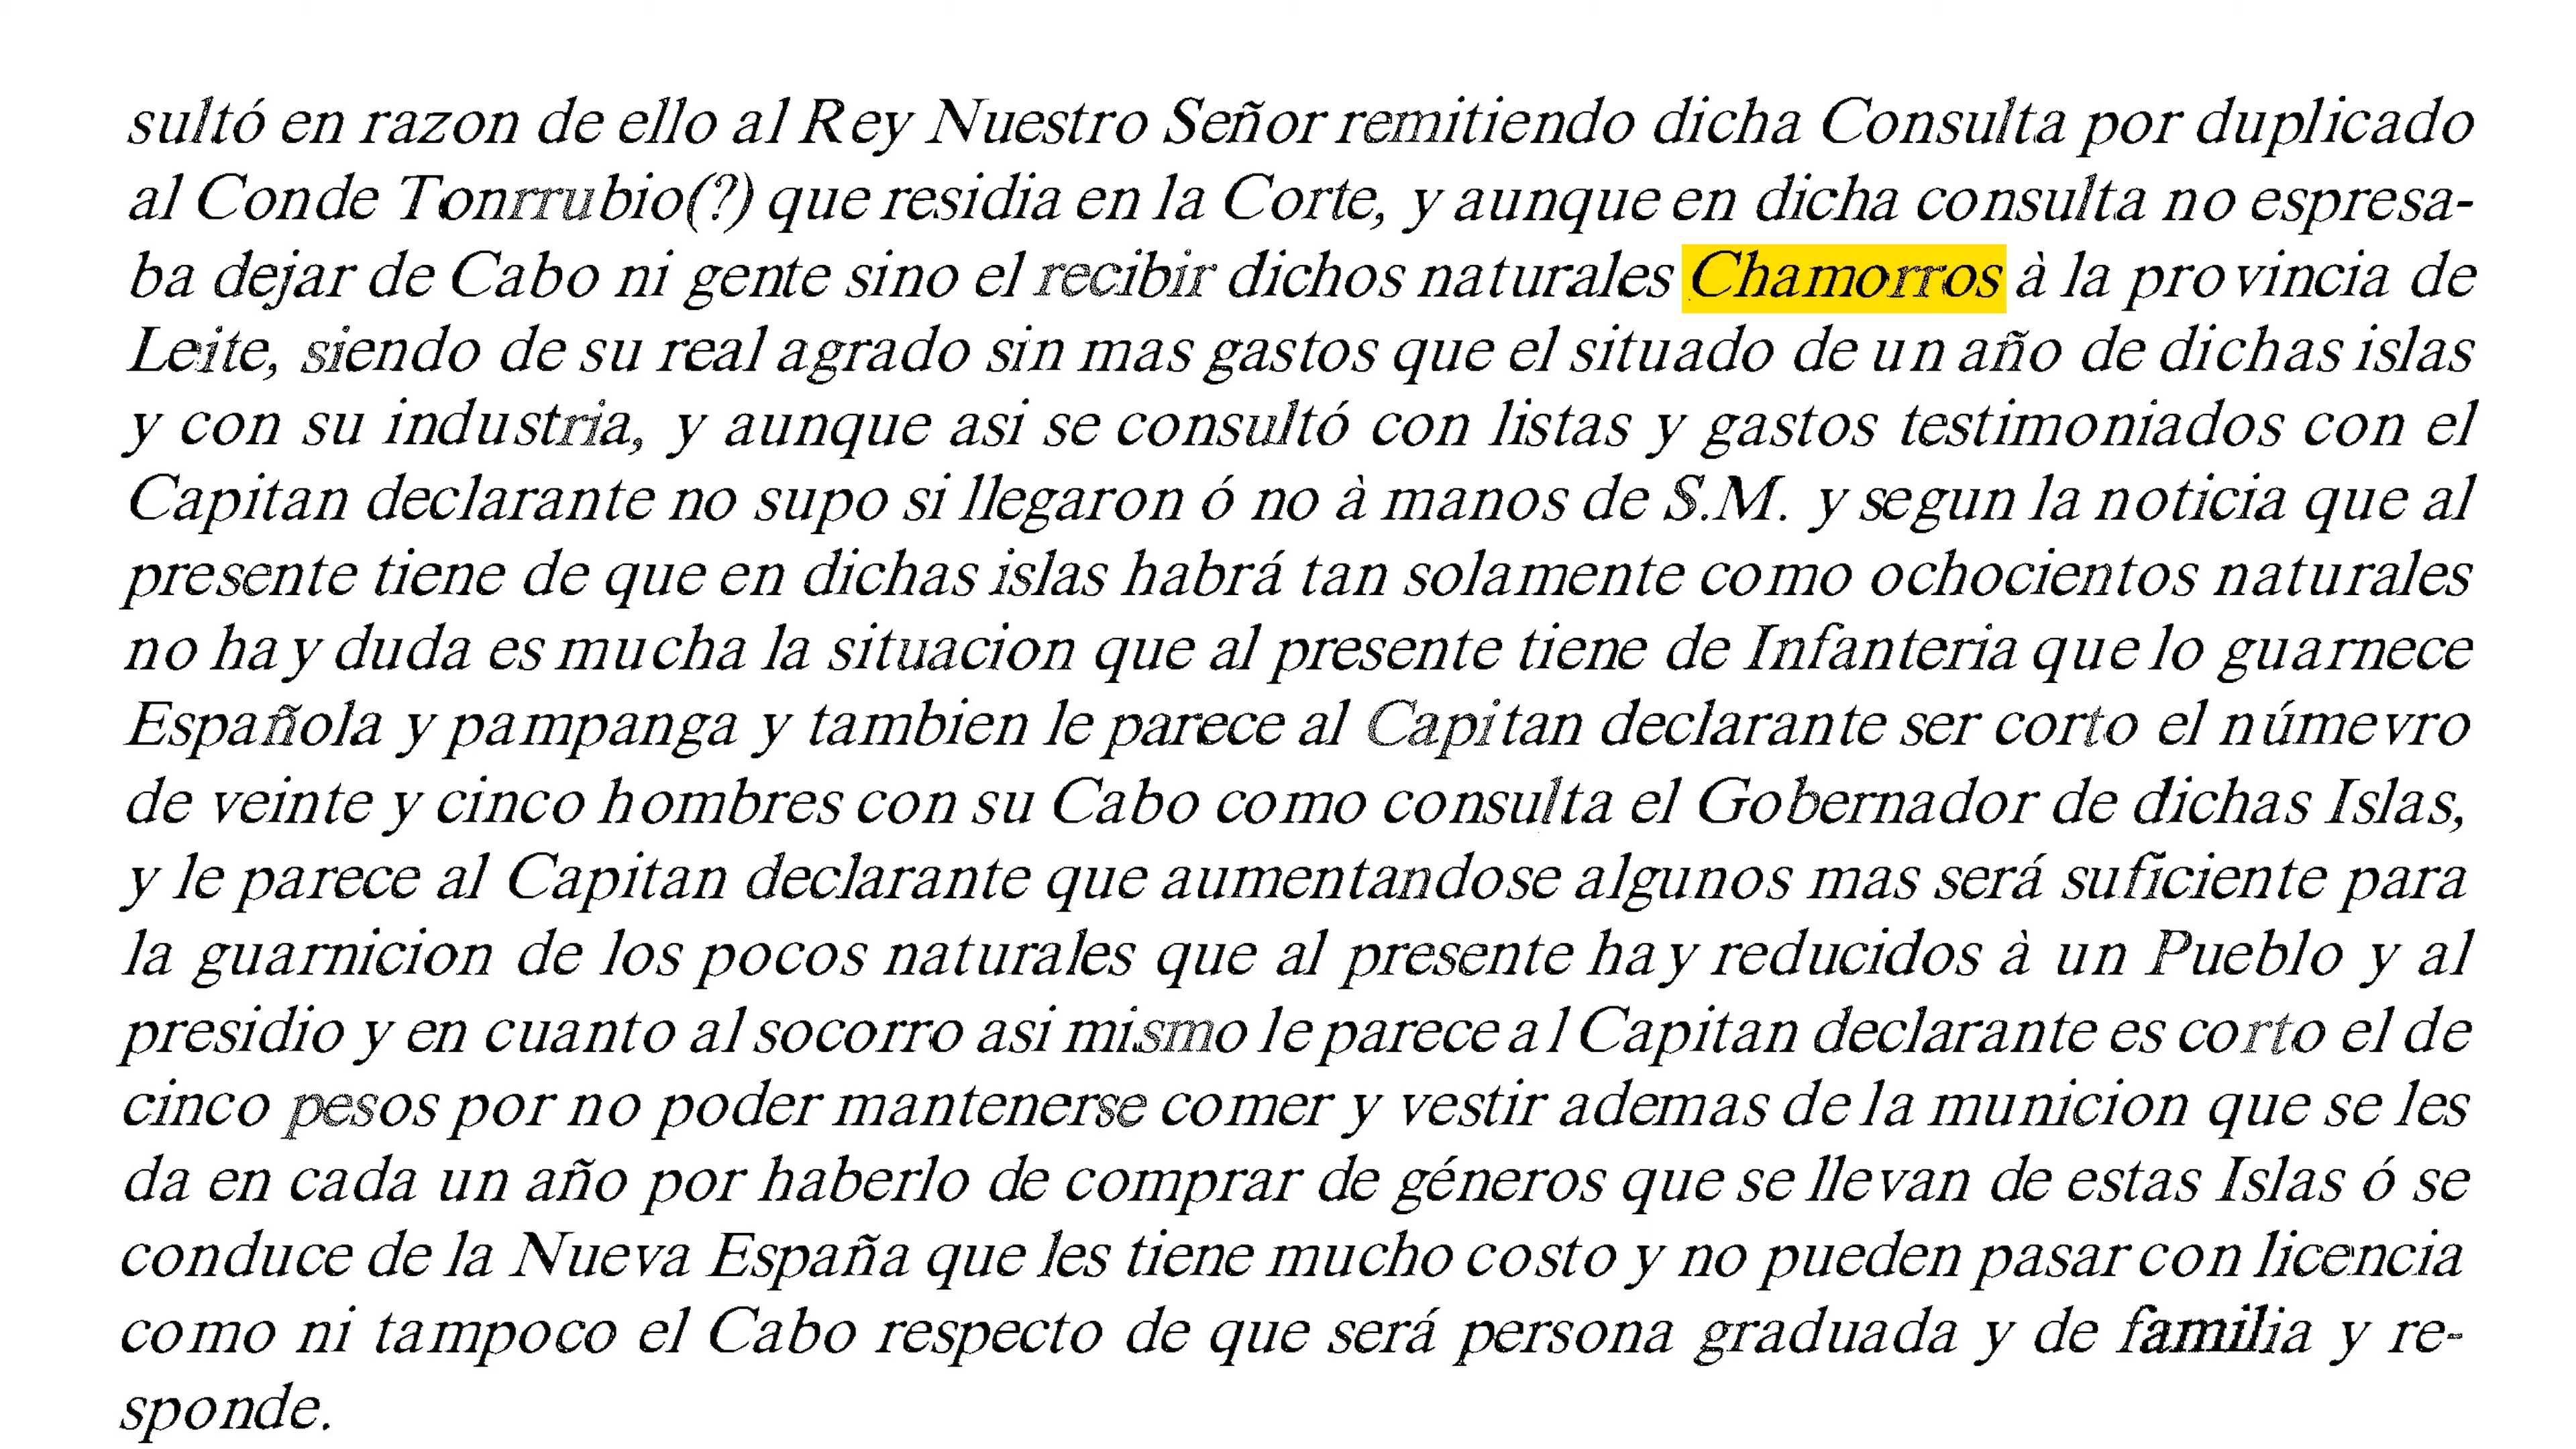 sultó en razon de ello al Rey Nuestro Señor remitiendo dicha Consulta por duplicado
al Conde Tonrrubio(?) que residia en la Corte, y aunque en dicha consulta no espresa-
ba dejar de Cabo ni gente sino el recibir dichos naturales Chamorros à la provincia de
Leite, siendo de su real agrado sin mas gastos que el situado de un año de dichas islas
y con su industria, y aunque asi se consultó con listas y gastos testimoniados con el
Capitan declarante no supo si llegaron ó no à manos de S.M. y segun la noticia que al
presente tiene de que en dichas islas habrá tan solamente como ochocientos naturales
no hay duda es mucha la situacion que al presente tiene de Infanteria que lo guarnece
Española y pampanga y tambien le parece al Capitan declarante ser corto el númevro
de veinte y cinco hombres con su Cabo como consulta el Gobernador de dichas Islas,
y le parece al Capitan declarante que aumentandose algunos mas será suficiente para
la guarnicion de los pocos naturales que al presente hay reducidos à un Pueblo y al
presidio y en cuanto al socorro asi mismo le parece al Capitan declarante es corto el de
cinco pesos por no poder mantenerse comer y vestir ademas de la municion que se les
da en cada un año por haberlo de comprar de géneros que se llevan de estas Islas ó se
conduce de la Nueva España que les tiene mucho costo y no pueden pasar con licencia
como ni tampoco el Cabo respecto de que será persona graduada y de familia y re-
sponde.